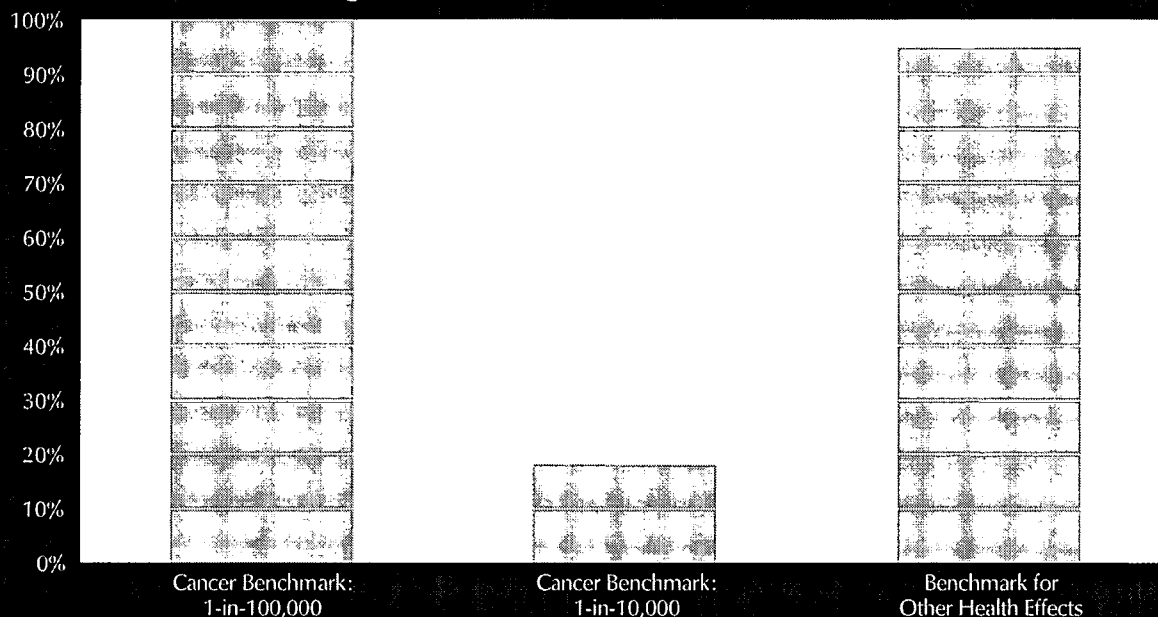 100%
90%
80%
70%
60%
50%
40%
30%
20%
10%
0%
Cancer Benchmark:
1-in-100,000
Cancer Benchmark:
1-in-10,000
Benchmark for
Other Health Effects